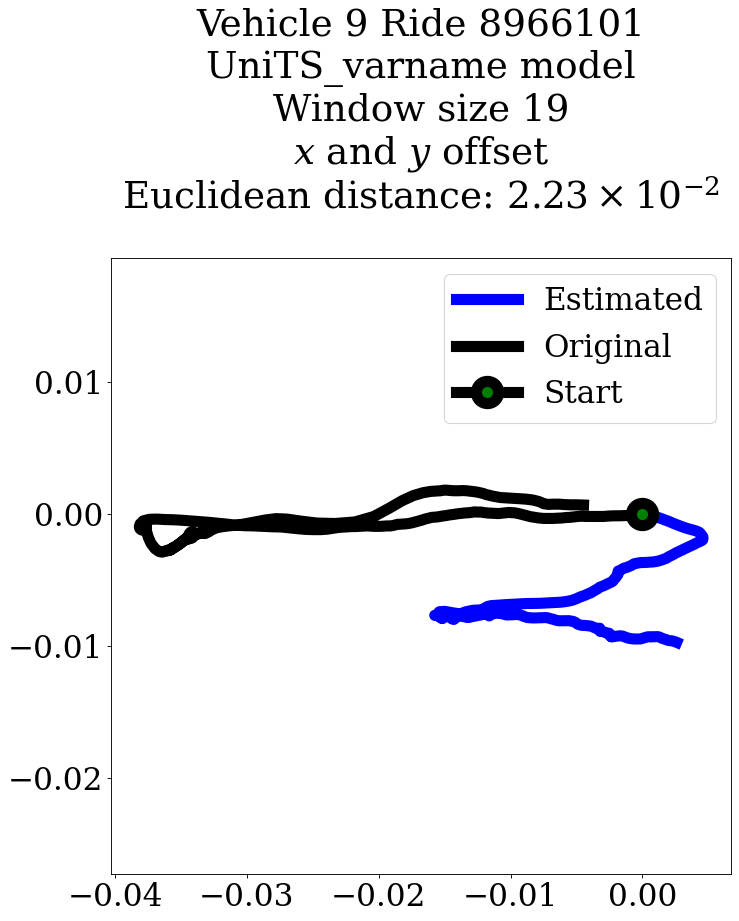 Vehicle 9 Ride 8966101
UniTS_varname model
Window size 19
x and y offset
Euclidean distance: 2.23 × 10⁻²
Estimated
Original
Start
0.01
0.00
−0.01
−0.02
−0.04 −0.03 −0.02 −0.01 0.00